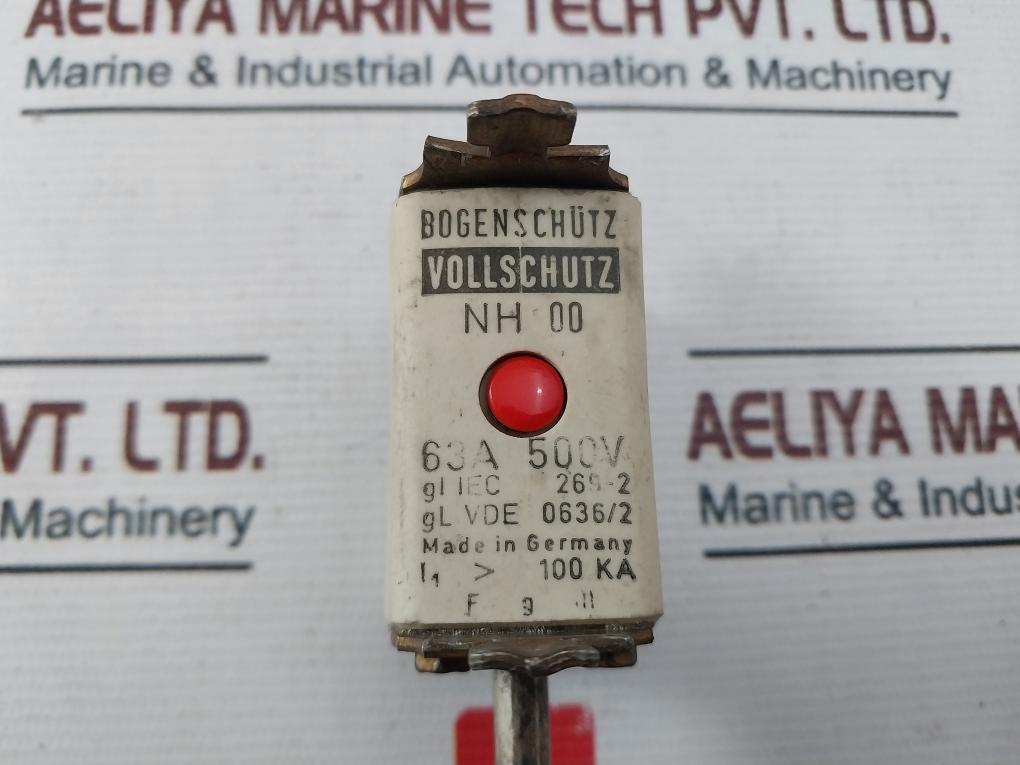 AELIYA MARINE TECH PVT. LTD.
Marine & Industrial Automation & Machinery
BOGENSCHÜTZ
VOLLSCHUTZ
NH 00
63A 500V
gl IEC 269-2
gL VDE 0636/2
Made in Germany
I1 > 100 KA
F g II
VT. LTD.
Machinery
AELIYA MA
Marine & Indus